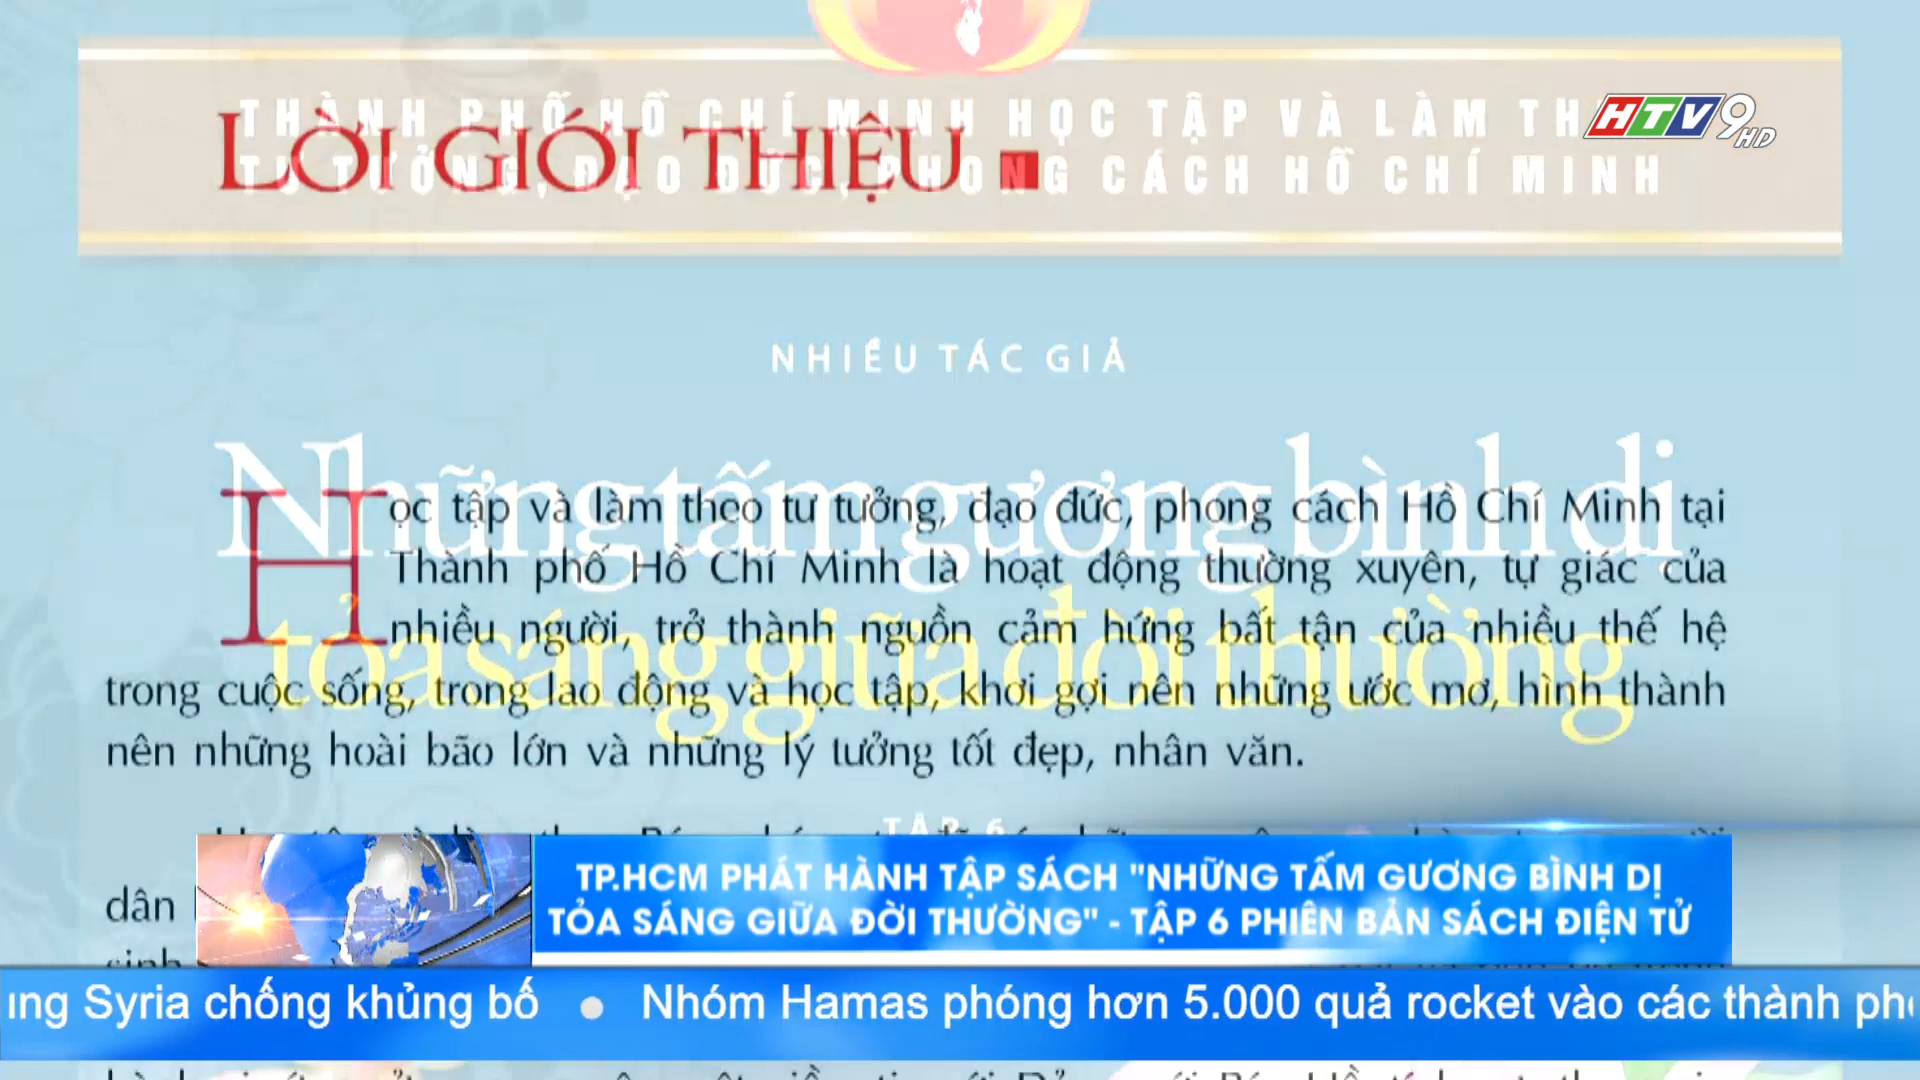 THÀNH PHỐ HỒ CHÍ MINH HỌC TẬP VÀ LÀM TH
TƯ TƯỞNG, ĐẠO ĐỨC, PHONG CÁCH HỒ CHÍ MINH
HTV9 HD
LỜI GIỚI THIỆU
NHIỀU TÁC GIẢ
Những tấm gương bình dị
tỏa sáng giữa đời thường
Học tập và làm theo tư tưởng, đạo đức, phong cách Hồ Chí Minh tại
Thành phố Hồ Chí Minh là hoạt động thường xuyên, tự giác của
nhiều người, trở thành nguồn cảm hứng bất tận của nhiều thế hệ
trong cuộc sống, trong lao động và học tập, khơi gợi nên những ước mơ, hình thành
nên những hoài bão lớn và những lý tưởng tốt đẹp, nhân văn.
TẬP 6
dân
TP.HCM PHÁT HÀNH TẬP SÁCH "NHỮNG TẤM GƯƠNG BÌNH DỊ
TỎA SÁNG GIỮA ĐỜI THƯỜNG" - TẬP 6 PHIÊN BẢN SÁCH ĐIỆN TỬ
ung Syria chống khủng bố ● Nhóm Hamas phóng hơn 5.000 quả rocket vào các thành phố